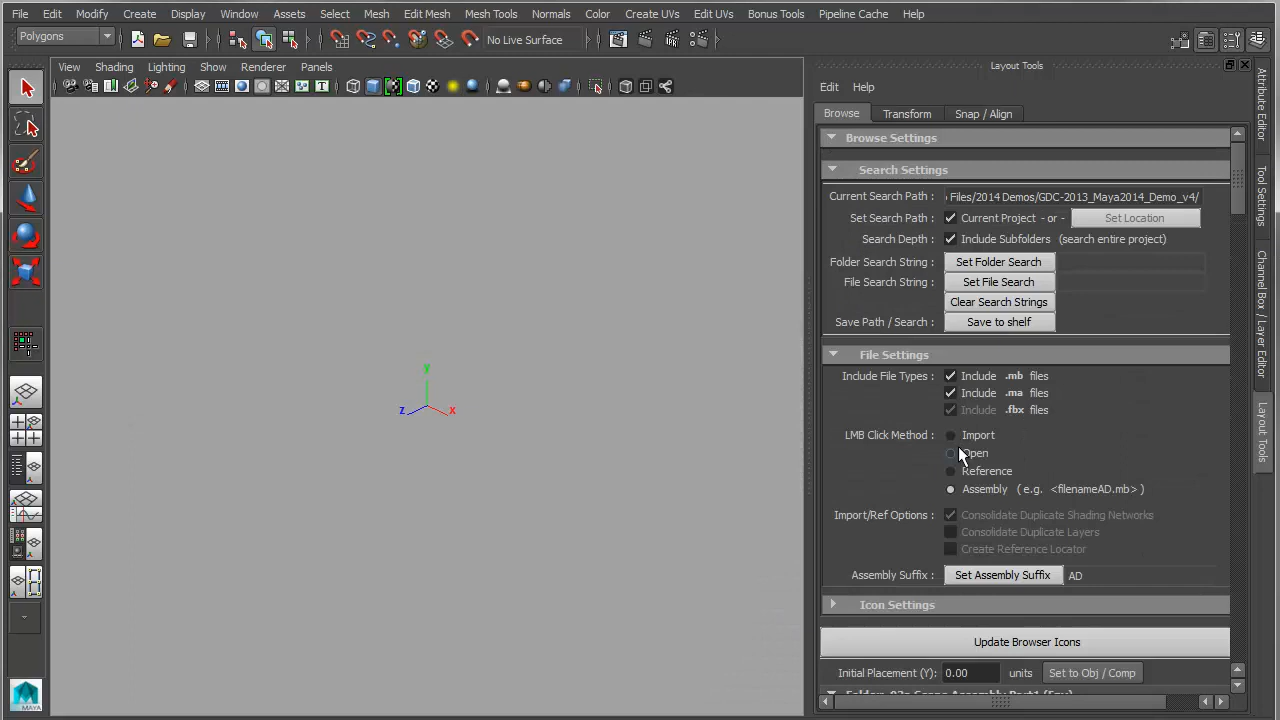 File Edit Modify Create Display Window Assets Select Mesh Edit Mesh Mesh Tools Normals Color Create UVs Edit UVs Bonus Tools Pipeline Cache Help
Polygons No Live Surface
View Shading Lighting Show Renderer Panels
y
z x
MAYA
Layout Tools
Edit Help
Browse Transform Snap / Align
Browse Settings
Search Settings
Current Search Path : Files/2014 Demos/GDC-2013_Maya2014_Demo_v4/
Set Search Path : Current Project - or - Set Location
Search Depth : Include Subfolders (search entire project)
Folder Search String : Set Folder Search
File Search String : Set File Search
Clear Search Strings
Save Path / Search : Save to shelf
File Settings
Include File Types : Include .mb files
Include .ma files
Include .fbx files
LMB Click Method : Import
Open
Reference
Assembly ( e.g. <filenameAD.mb> )
Import/Ref Options : Consolidate Duplicate Shading Networks
Consolidate Duplicate Layers
Create Reference Locator
Assembly Suffix : Set Assembly Suffix AD
Icon Settings
Update Browser Icons
Initial Placement (Y): 0.00 units Set to Obj / Comp
Attribute Editor
Tool Settings
Channel Box / Layer Editor
Layout Tools